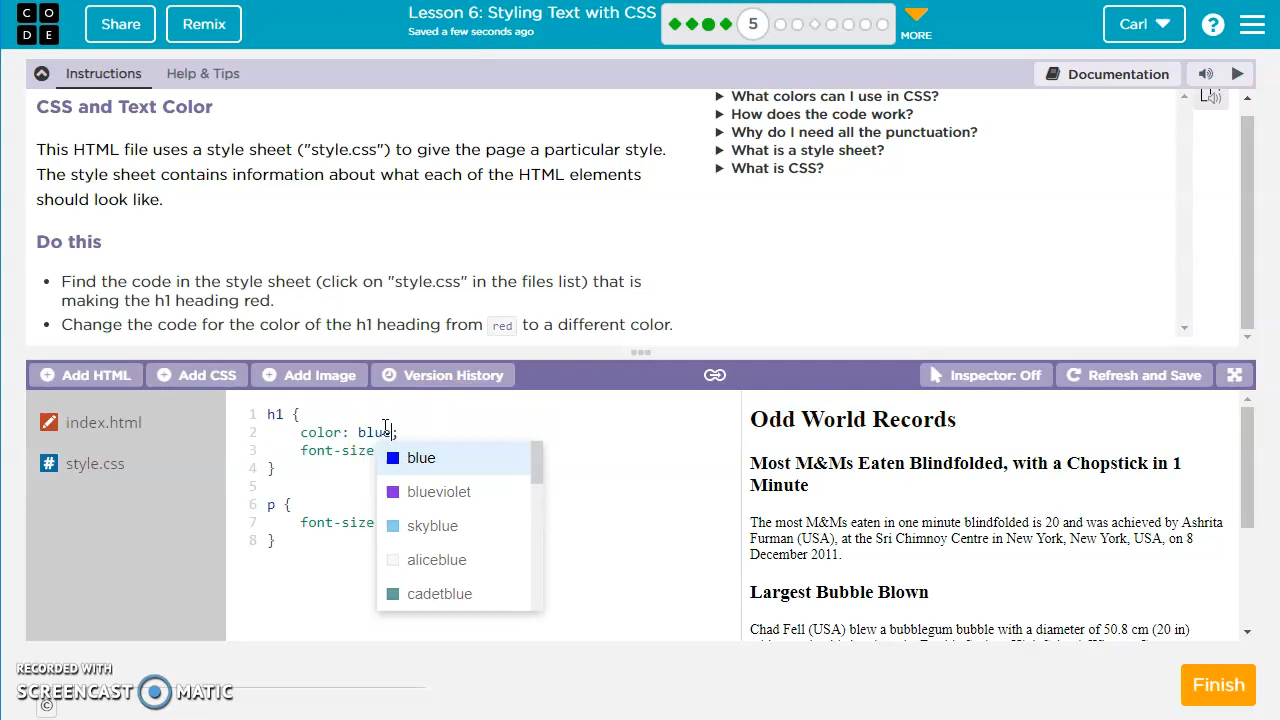 C O
D E
Share
Remix
Lesson 6: Styling Text with CSS
Saved a few seconds ago
5
MORE
Carl
?
Instructions
Help & Tips
Documentation
CSS and Text Color
This HTML file uses a style sheet ("style.css") to give the page a particular style.
The style sheet contains information about what each of the HTML elements
should look like.
Do this
• Find the code in the style sheet (click on "style.css" in the files list) that is
making the h1 heading red.
• Change the code for the color of the h1 heading from red to a different color.
What colors can I use in CSS?
How does the code work?
Why do I need all the punctuation?
What is a style sheet?
What is CSS?
Add HTML
Add CSS
Add Image
Version History
Inspector: Off
Refresh and Save
index.html
# style.css
1 h1 {
2 color: blue;
3 font-size
4 }
5
6 p {
7 font-size
8 }
blue
blueviolet
skyblue
aliceblue
cadetblue
Odd World Records
Most M&Ms Eaten Blindfolded, with a Chopstick in 1
Minute
The most M&Ms eaten in one minute blindfolded is 20 and was achieved by Ashrita
Furman (USA), at the Sri Chimnoy Centre in New York, New York, USA, on 8
December 2011.
Largest Bubble Blown
Chad Fell (USA) blew a bubblegum bubble with a diameter of 50.8 cm (20 in)
RECORDED WITH
SCREENCAST MATIC
©
Finish